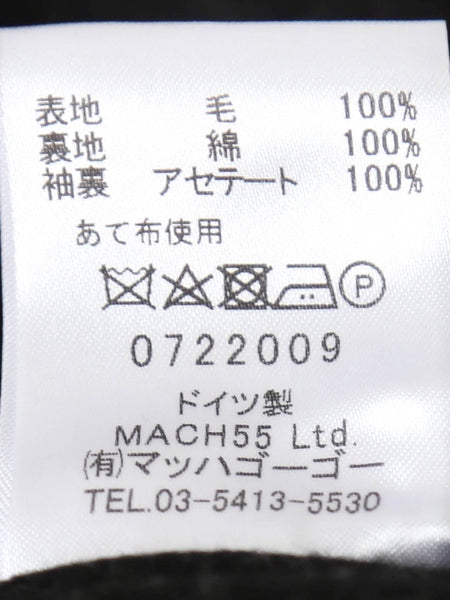 表地 毛 100%
裏地 綿 100%
袖裏 アセテート 100%
あて布使用
P
0722009
ドイツ製
MACH55 Ltd.
(有)マッハゴーゴー
TEL.03-5413-5530